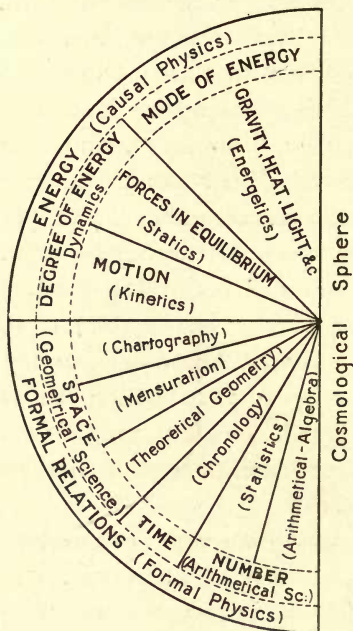 ENERGY (Causal Physics)
MODE OF ENERGY
DEGREE OF ENERGY
Dynamics
GRAVITY, HEAT, LIGHT, &c
(Energetics)
FORCES IN EQUILIBRIUM
(Statics)
MOTION
(Kinetics)
(Chartography)
(Mensuration)
(Theoretical Geometry)
(Chronology)
(Statistics)
(Arithmetical-Algebra)
SPACE
(Geometrical Science)
TIME
NUMBER
(Arithmetical Sc:)
FORMAL RELATIONS (Formal Physics)
Cosmological Sphere